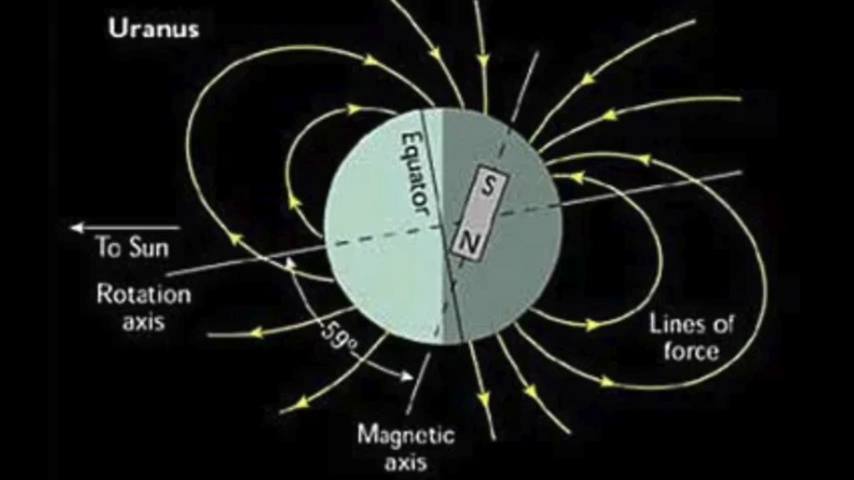 Uranus
Equator
S
N
To Sun
Rotation
axis
-59°
Lines of
force
Magnetic
axis